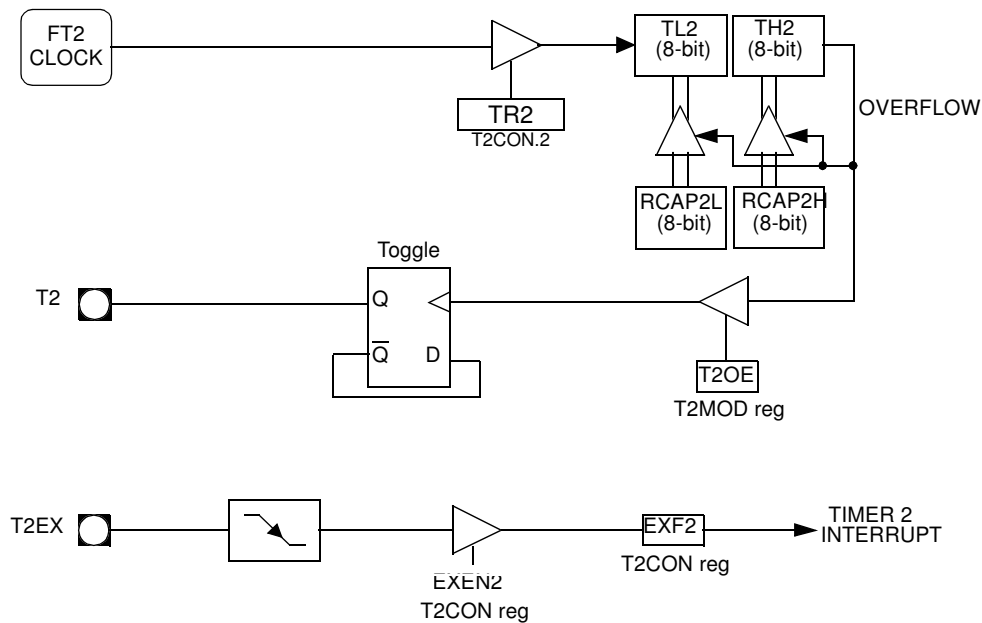 FT2
CLOCK
TL2
(8-bit)
TH2
(8-bit)
TR2
T2CON.2
OVERFLOW
RCAP2L
(8-bit)
RCAP2H
(8-bit)
Toggle
T2
Q
Q
D
T2OE
T2MOD reg
T2EX
EXEN2
T2CON reg
EXF2
T2CON reg
TIMER 2
INTERRUPT